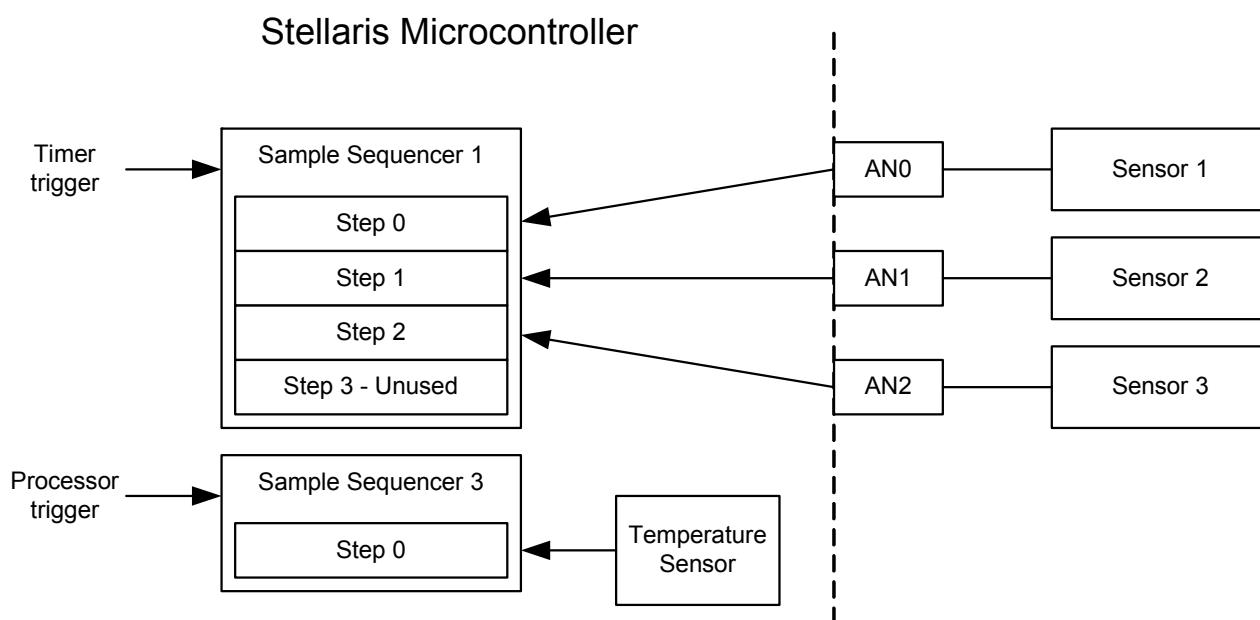 Stellaris Microcontroller
Timer
trigger
Sample Sequencer 1
Step 0
Step 1
Step 2
Step 3 - Unused
AN0
Sensor 1
AN1
Sensor 2
AN2
Sensor 3
Processor
trigger
Sample Sequencer 3
Step 0
Temperature
Sensor